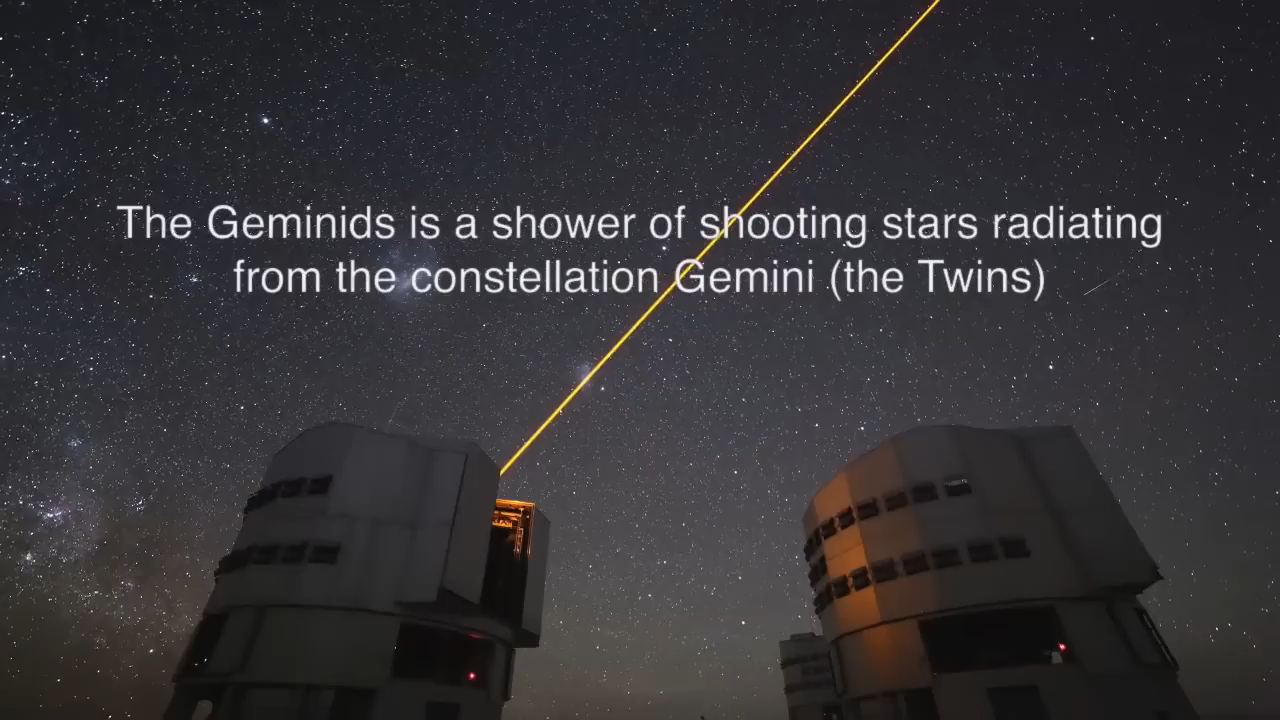 The Geminids is a shower of shooting stars radiating
from the constellation Gemini (the Twins)